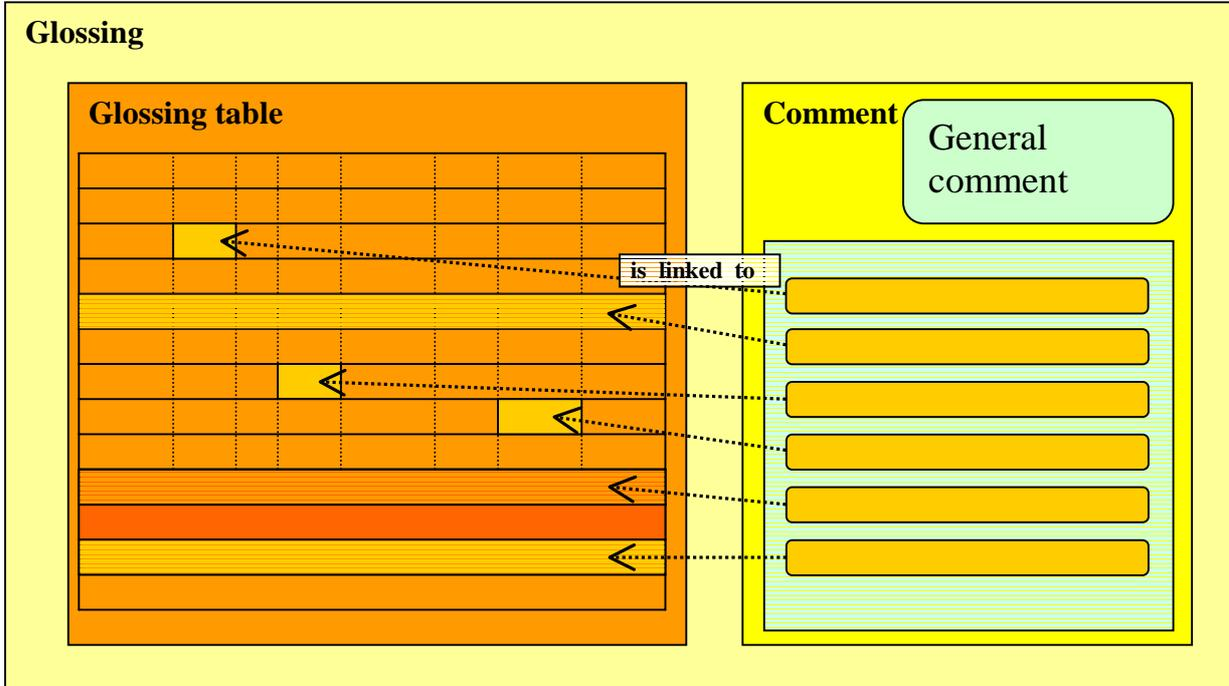 Glossing
Glossing table
Comment
General
comment
is linked to